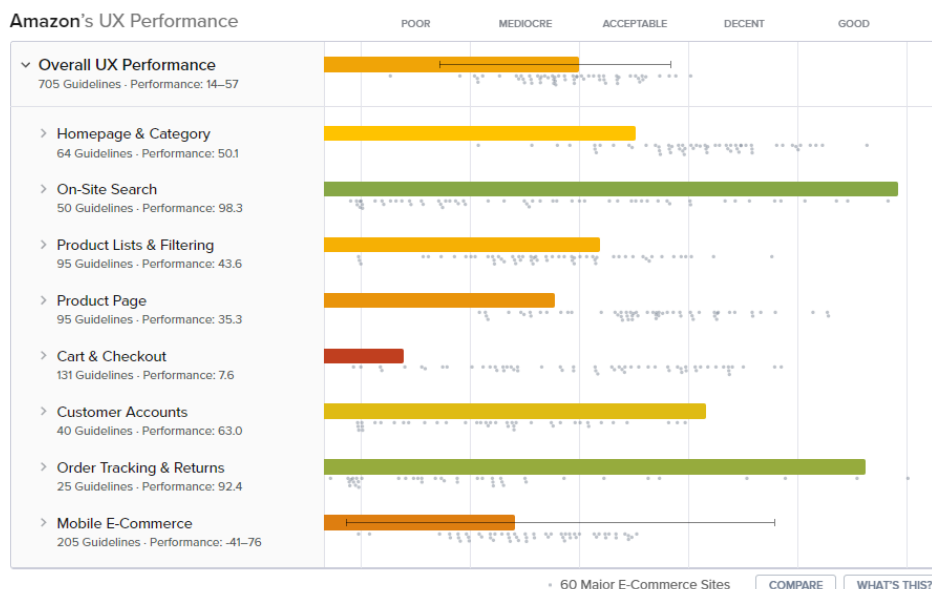 Amazon's UX Performance
POOR MEDIOCRE ACCEPTABLE DECENT GOOD
Overall UX Performance
705 Guidelines · Performance: 14–57
Homepage & Category
64 Guidelines · Performance: 50.1
On-Site Search
50 Guidelines · Performance: 98.3
Product Lists & Filtering
95 Guidelines · Performance: 43.6
Product Page
95 Guidelines · Performance: 35.3
Cart & Checkout
131 Guidelines · Performance: 7.6
Customer Accounts
40 Guidelines · Performance: 63.0
Order Tracking & Returns
25 Guidelines · Performance: 92.4
Mobile E-Commerce
205 Guidelines · Performance: -41–76
60 Major E-Commerce Sites COMPARE WHAT'S THIS?